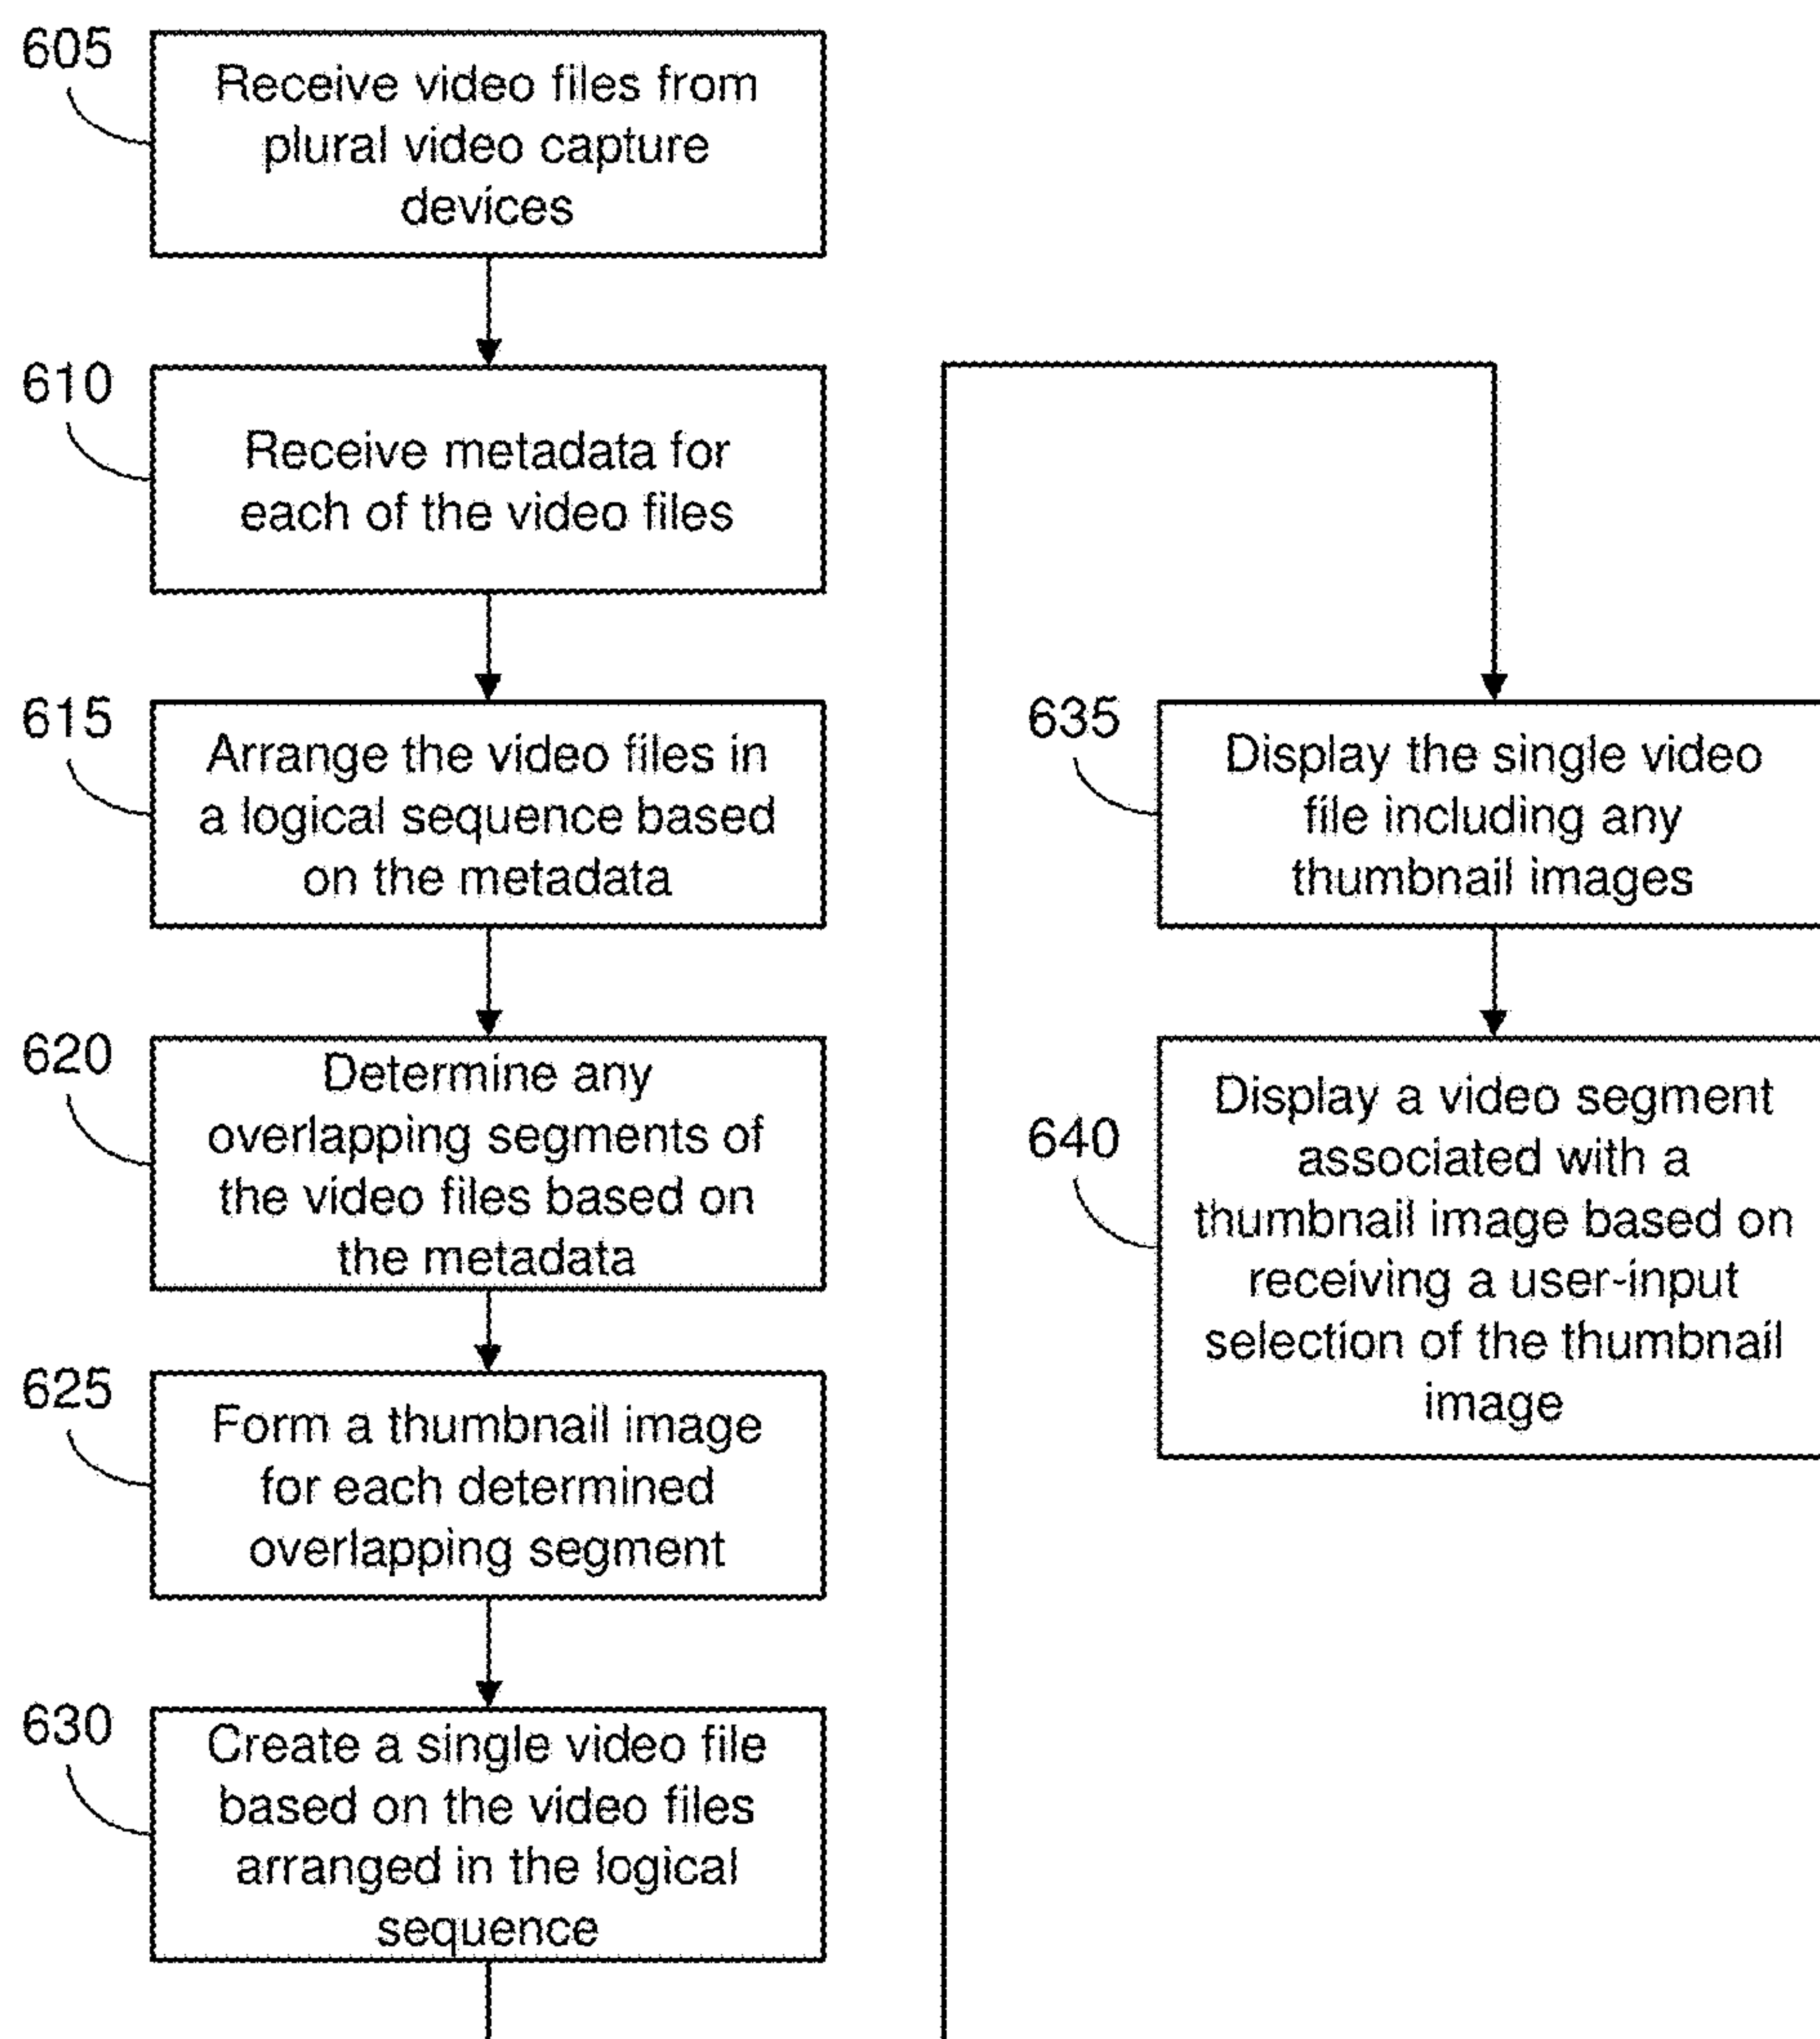 605
Receive video files from
plural video capture
devices
610
Receive metadata for
each of the video files
615
Arrange the video files in
a logical sequence based
on the metadata
620
Determine any
overlapping segments of
the video files based on
the metadata
625
Form a thumbnail image
for each determined
overlapping segment
630
Create a single video file
based on the video files
arranged in the logical
sequence
635
Display the single video
file including any
thumbnail images
640
Display a video segment
associated with a
thumbnail image based on
receiving a user-input
selection of the thumbnail
image